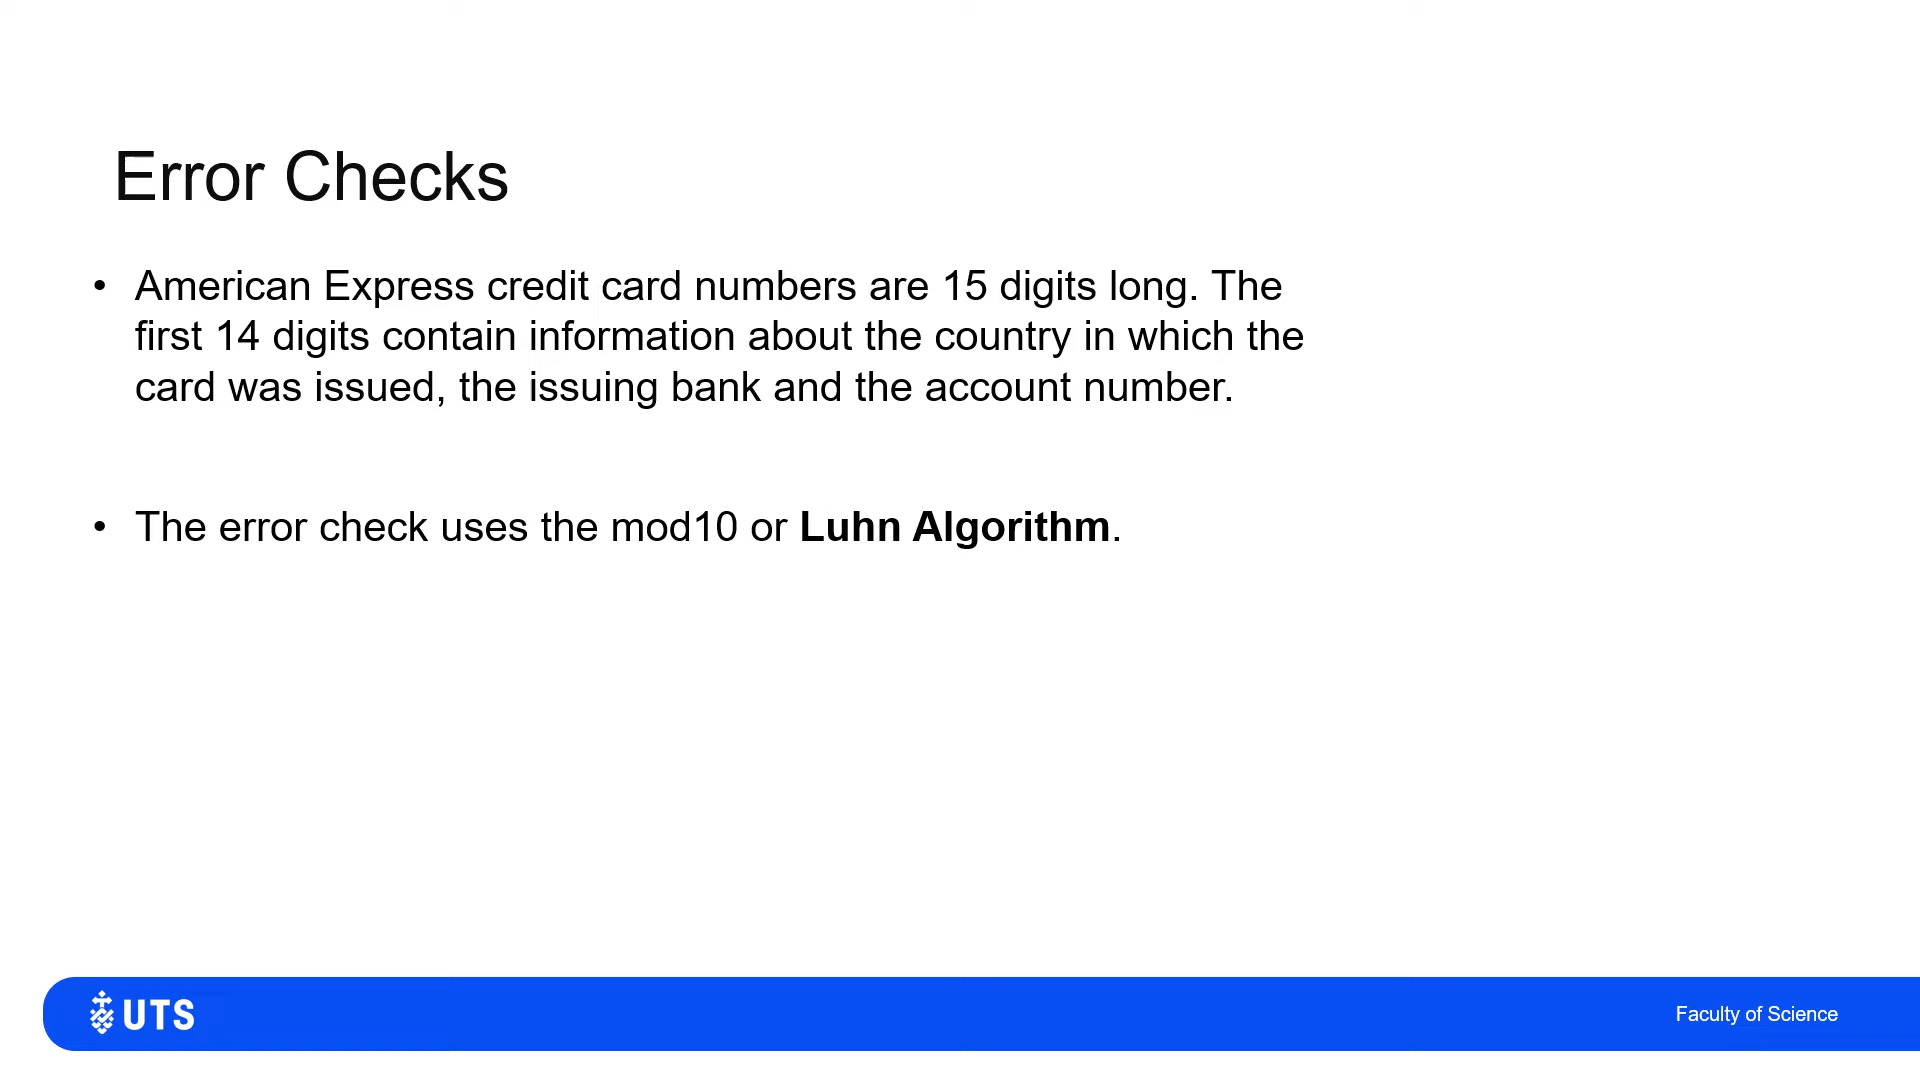 Error Checks
• American Express credit card numbers are 15 digits long. The
first 14 digits contain information about the country in which the
card was issued, the issuing bank and the account number.
• The error check uses the mod10 or Luhn Algorithm.
UTS
Faculty of Science